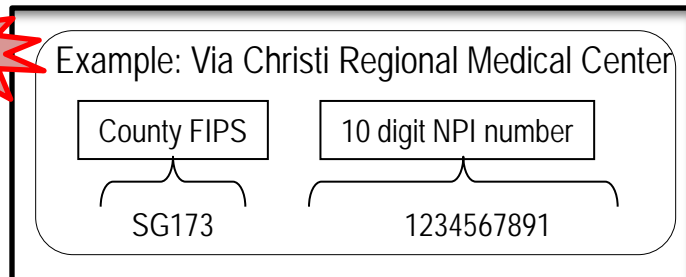 Example: Via Christi Regional Medical Center
County FIPS 10 digit NPI number
SG173 1234567891